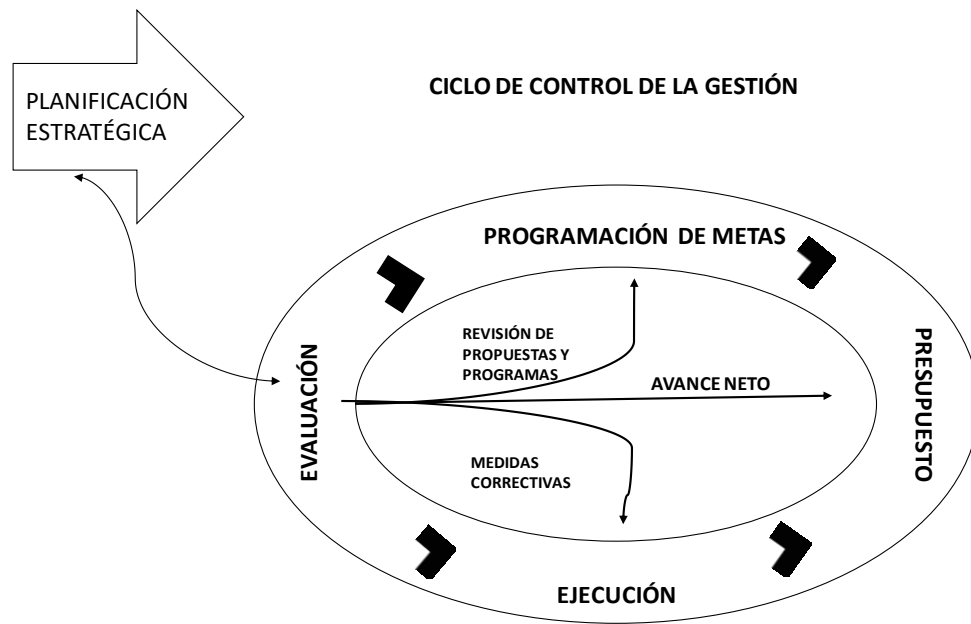 CICLO DE CONTROL DE LA GESTIÓN
PLANIFICACIÓN
ESTRATÉGICA
PROGRAMACIÓN DE METAS
REVISIÓN DE
PROPUESTAS Y
PROGRAMAS
AVANCE NETO
EVALUACIÓN
PRESUPUESTO
MEDIDAS
CORRECTIVAS
EJECUCIÓN